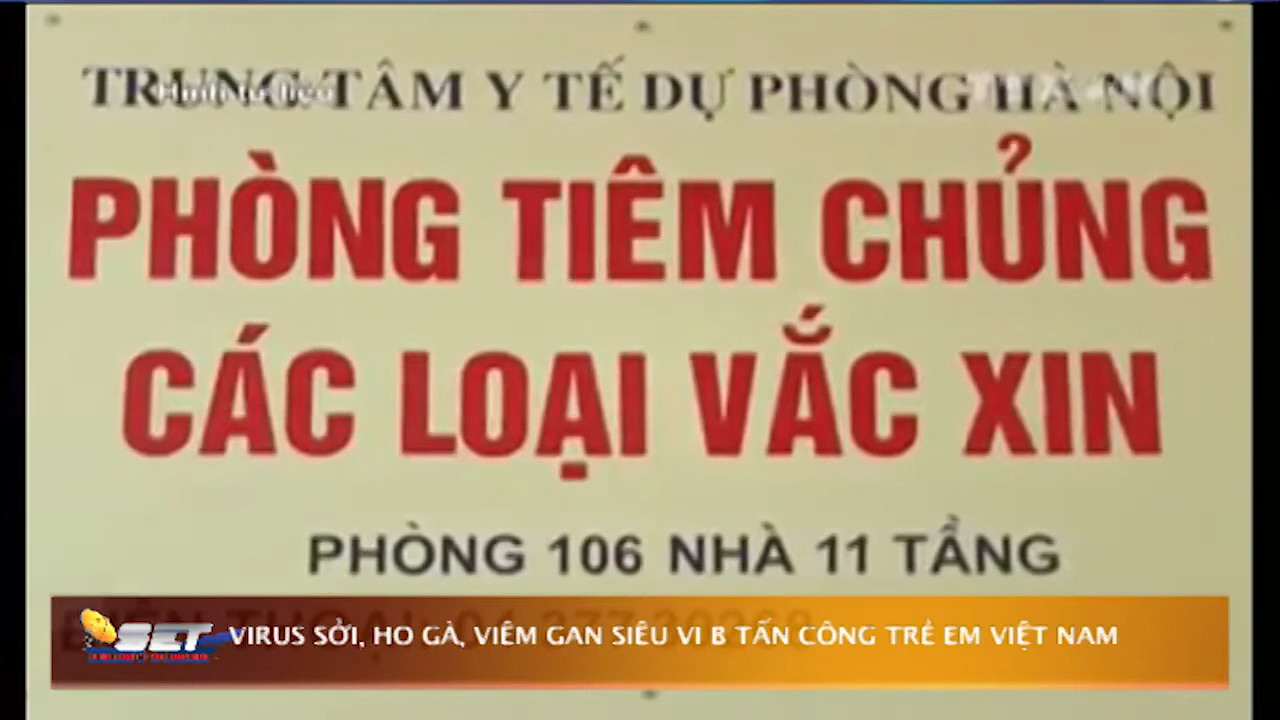 TRUNG TÂM Y TẾ DỰ PHÒNG HÀ NỘI
PHÒNG TIÊM CHỦNG
CÁC LOẠI VẮC XIN
PHÒNG 106 NHÀ 11 TẦNG
SET
VIRUS SỞI, HO GÀ, VIÊM GAN SIÊU VI B TẤN CÔNG TRẺ EM VIỆT NAM